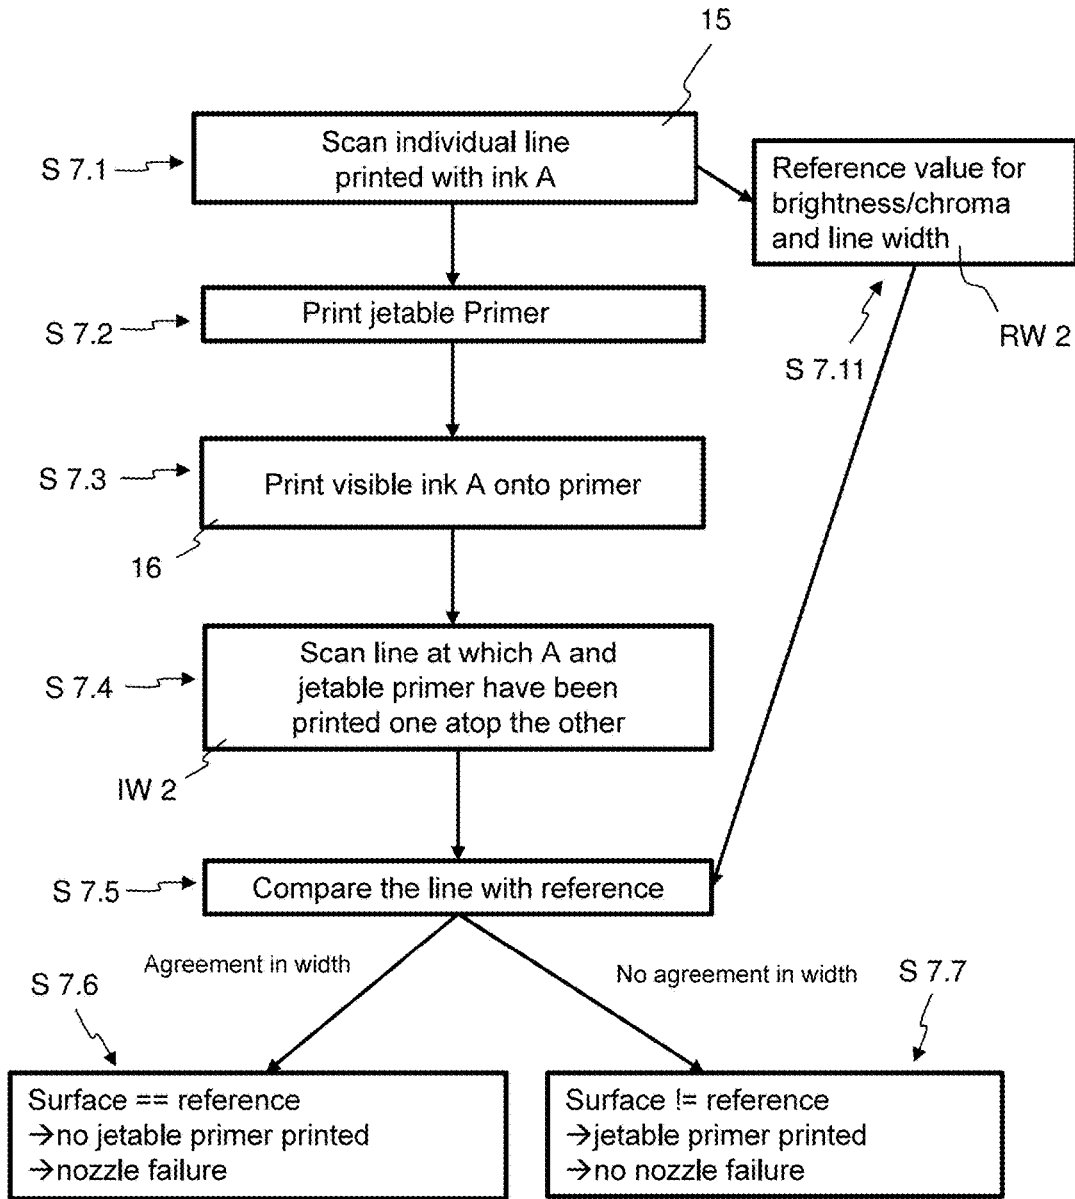 15
S 7.1
Scan individual line
printed with ink A
Reference value for
brightness/chroma
and line width
RW 2
S 7.11
S 7.2
Print jetable Primer
S 7.3
Print visible ink A onto primer
16
S 7.4
Scan line at which A and
jetable primer have been
printed one atop the other
IW 2
S 7.5
Compare the line with reference
Agreement in width
No agreement in width
S 7.6
S 7.7
Surface == reference
→no jetable primer printed
→nozzle failure
Surface != reference
→jetable primer printed
→no nozzle failure